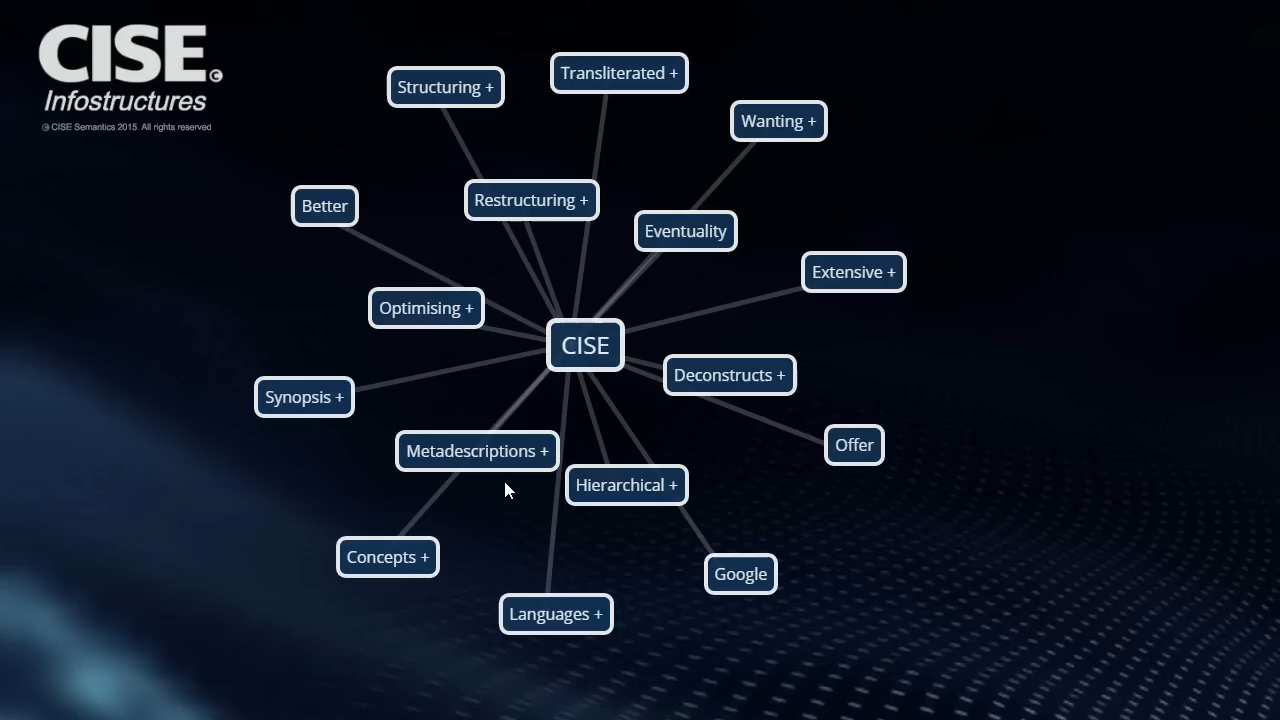 CISE©
Infostructures
© CISE Semantics 2015. All rights reserved
Structuring +
Transliterated +
Wanting +
Better
Restructuring +
Eventuality
Extensive +
Optimising +
CISE
Deconstructs +
Synopsis +
Metadescriptions +
Offer
Hierarchical +
Concepts +
Google
Languages +